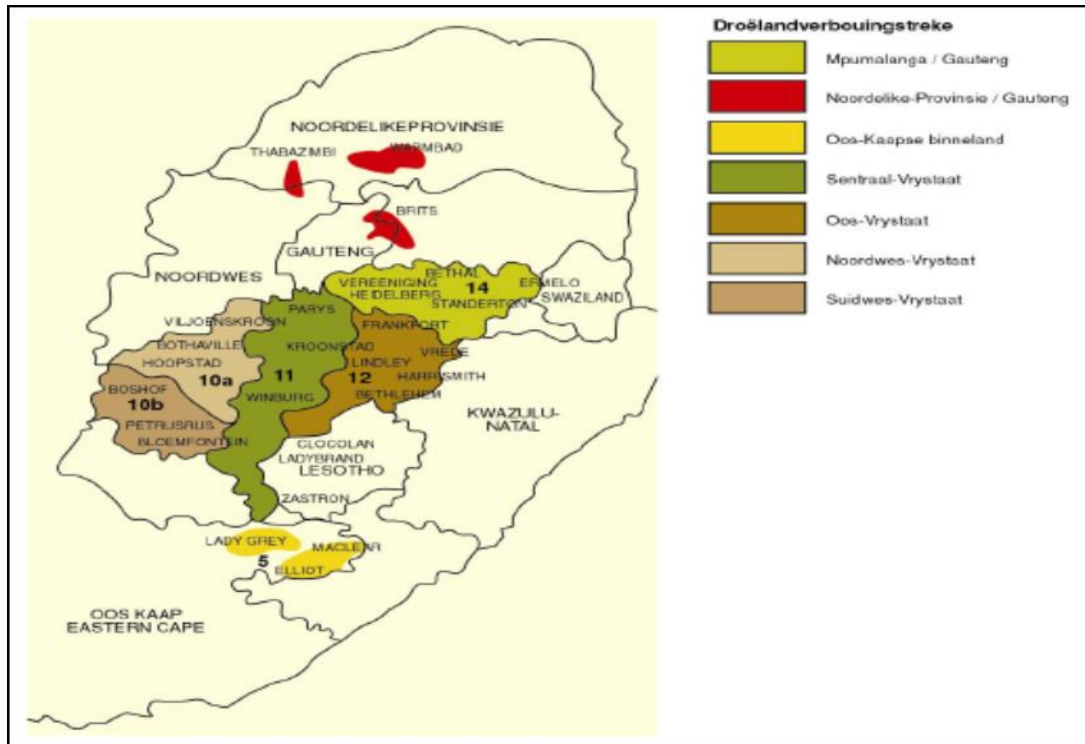 Droëlandverbouingstreke
Mpumalanga / Gauteng
Noordelike-Provinsie / Gauteng
Oos-Kaapse binneland
Sentraal-Vrystaat
Oos-Vrystaat
Noordwes-Vrystaat
Suidwes-Vrystaat
NOORDELIKEPROVINSIE
THABAZIMBI
WARMBAD
BRITS
GAUTENG
NOORDWES
BETHAL
VEREENIGING
14
ERMELO
HEIDELBERG
SWAZILAND
STANDERTON
PARYS
VILJOENSKROON
FRANKFORT
BOTHAVILLE
KROONSTAD
VREDE
HOOPSTAD
LINDLEY
10a
11
12
HARRISMITH
BOSHOF
BETHLEHEM
10b
WINBURG
PETRUSRUS
KWAZULU-
NATAL
BLOEMFONTEIN
CLOCOLAN
LADYBRAND
LESOTHO
ZASTRON
LADY GREY
MACLEAR
5
ELLIOT
OOS KAAP
EASTERN CAPE